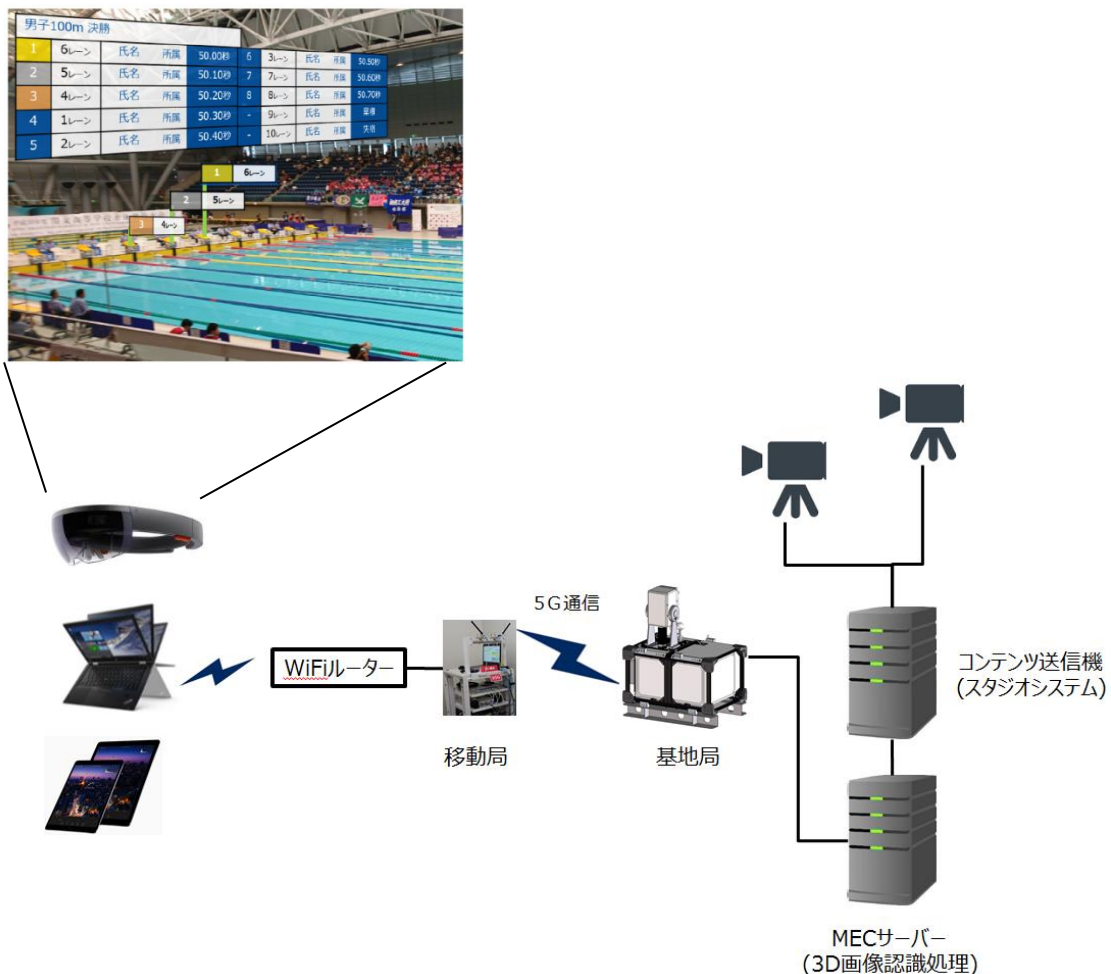 男子100m 決勝
1 6レーン 氏名 所属 50.00秒 6 3レーン 氏名 所属 50.50秒
2 5レーン 氏名 所属 50.10秒 7 7レーン 氏名 所属 50.60秒
3 4レーン 氏名 所属 50.20秒 8 8レーン 氏名 所属 50.70秒
4 1レーン 氏名 所属 50.30秒 - 9レーン 氏名 所属 棄権
5 2レーン 氏名 所属 50.40秒 - 10レーン 氏名 所属 失格
1 6レーン
2 5レーン
3 4レーン
5G通信
WiFiルーター
移動局
基地局
コンテンツ送信機
(スタジオシステム)
MECサーバー
(3D画像認識処理)